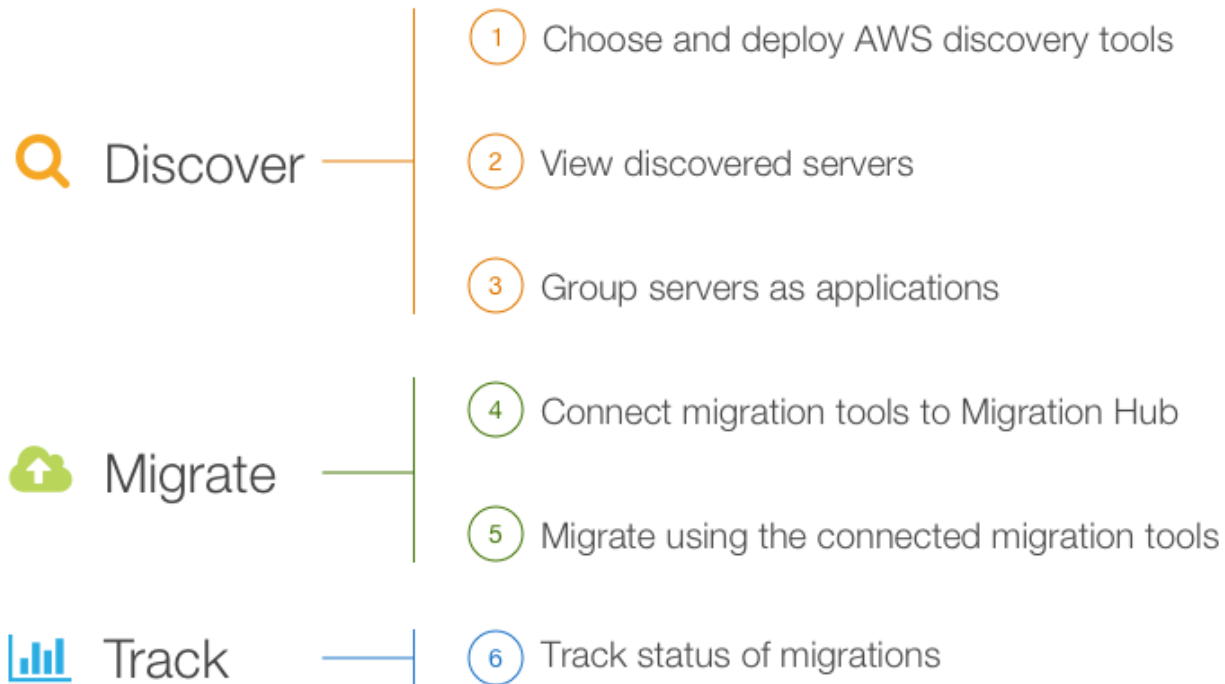 Discover
1 Choose and deploy AWS discovery tools
2 View discovered servers
3 Group servers as applications
Migrate
4 Connect migration tools to Migration Hub
5 Migrate using the connected migration tools
Track
6 Track status of migrations